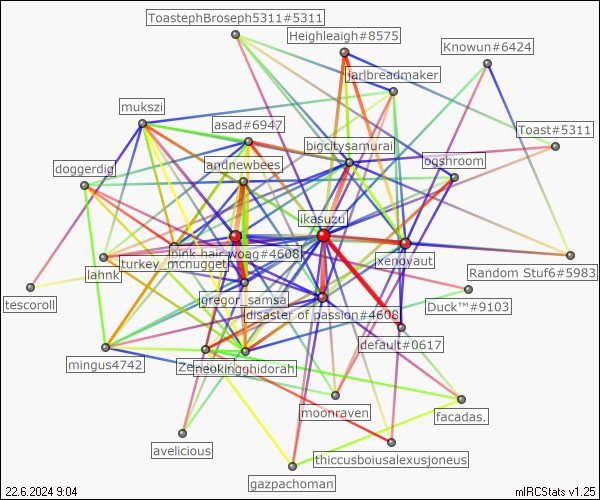 ToastephBroseph5311#5311
Heighleaigh#8575
Knowun#6424
jarlbreadmaker
mukszi
asad#6947
Toast#5311
bigcitysamurai
andnewbees
ogshroom
doggerdig
ikasuzu
pink hair woag#4608
xenoyaut
turkey_mcnugget
lahnk
Random Stuf6#5983
tescoroll
gregor_samsa
Duck™#9103
disaster of passion#4608
default#0617
mingus4742
neokingghidorah
moonraven
facadas.
avelicious
thiccusboiusalexusjoneus
gazpachoman
22.6.2024 9:04
mIRCStats v1.25